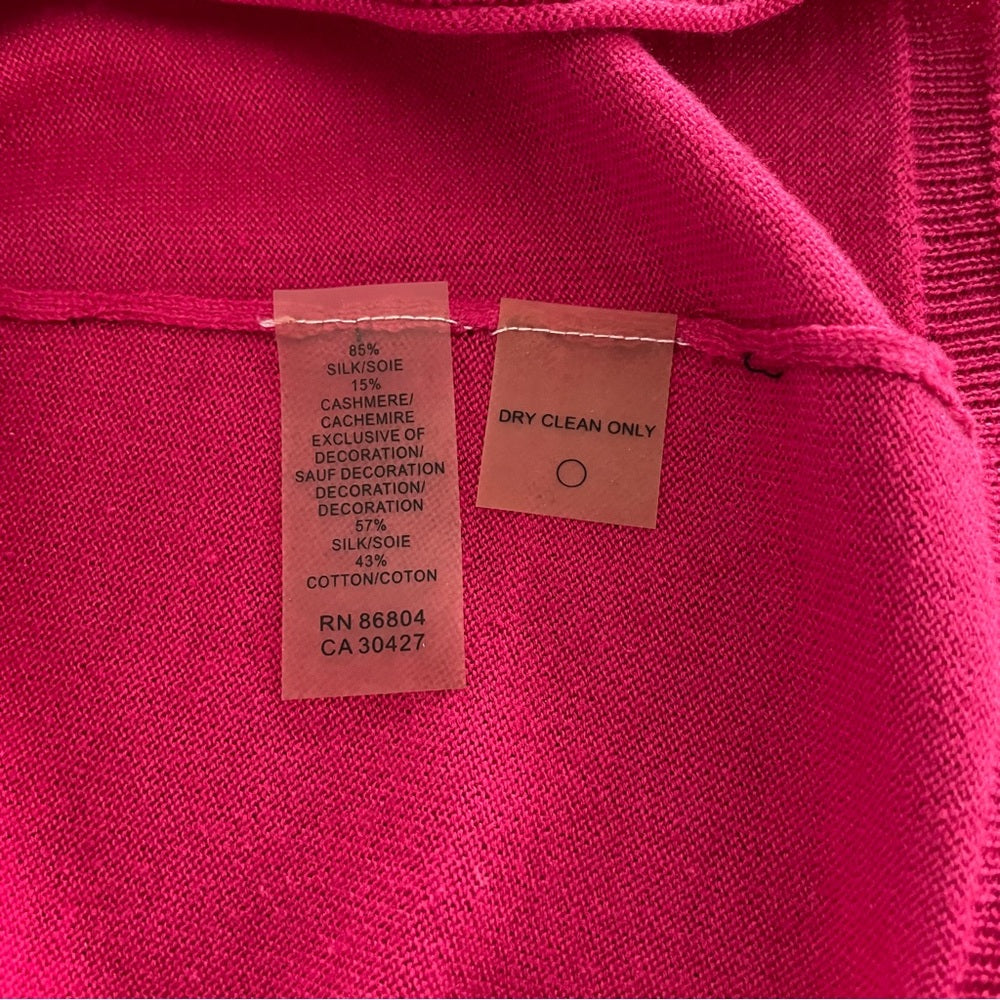 85%
SILK/SOIE
15%
CASHMERE/
CACHEMIRE
EXCLUSIVE OF
DECORATION/
SAUF DECORATION
DECORATION/
DECORATION
57%
SILK/SOIE
43%
COTTON/COTON
RN 86804
CA 30427
DRY CLEAN ONLY